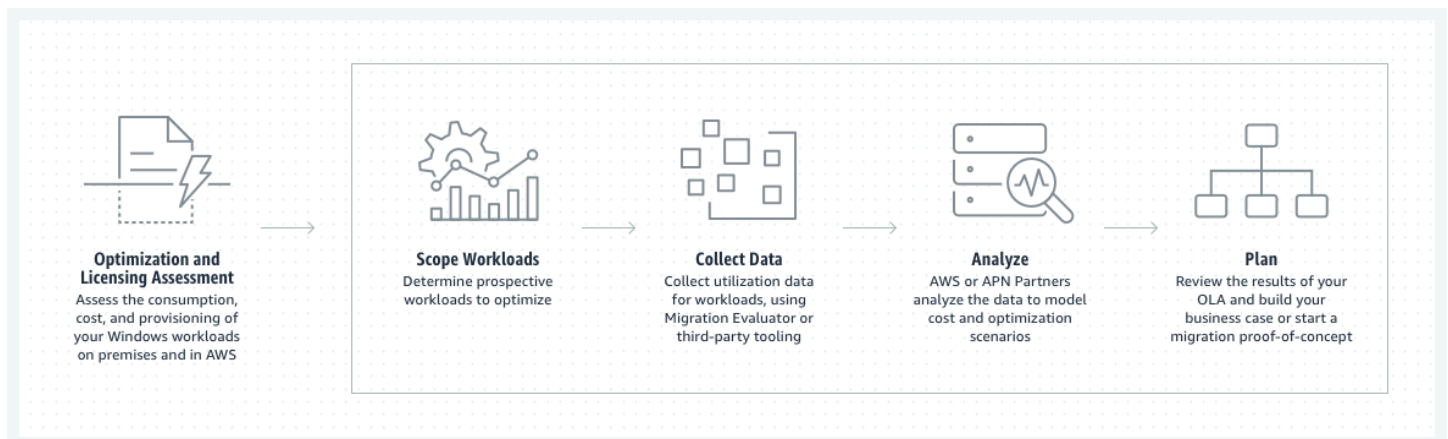 Optimization and
Licensing Assessment
Assess the consumption,
cost, and provisioning of
your Windows workloads
on premises and in AWS
Scope Workloads
Determine prospective
workloads to optimize
Collect Data
Collect utilization data
for workloads, using
Migration Evaluator or
third-party tooling
Analyze
AWS or APN Partners
analyze the data to model
cost and optimization
scenarios
Plan
Review the results of your
OLA and build your
business case or start a
migration proof-of-concept